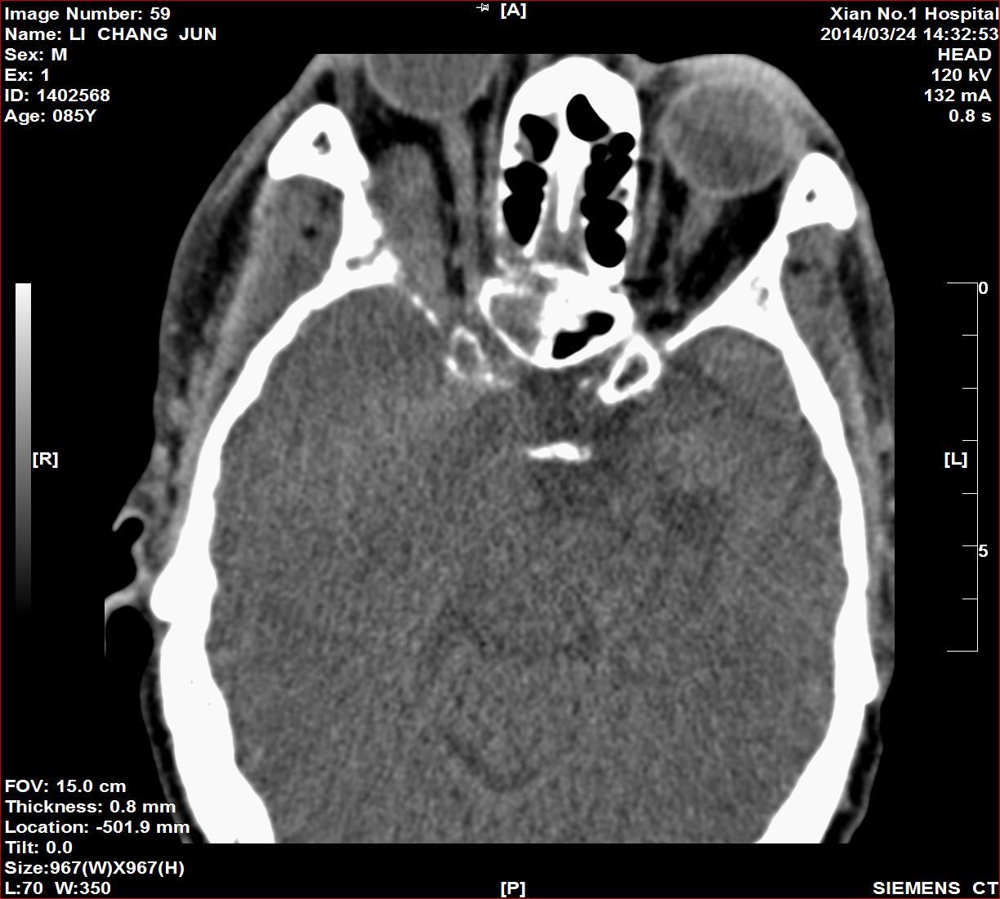 Image Number: 59
Name: LI CHANG JUN
Sex: M
Ex: 1
ID: 1402568
Age: 085Y
[A]
Xian No.1 Hospital
2014/03/24 14:32:53
HEAD
120 kV
132 mA
0.8 s
0
[R]
[L]
5
FOV: 15.0 cm
Thickness: 0.8 mm
Location: -501.9 mm
Tilt: 0.0
Size:967(W)X967(H)
L:70 W:350
[P]
SIEMENS CT